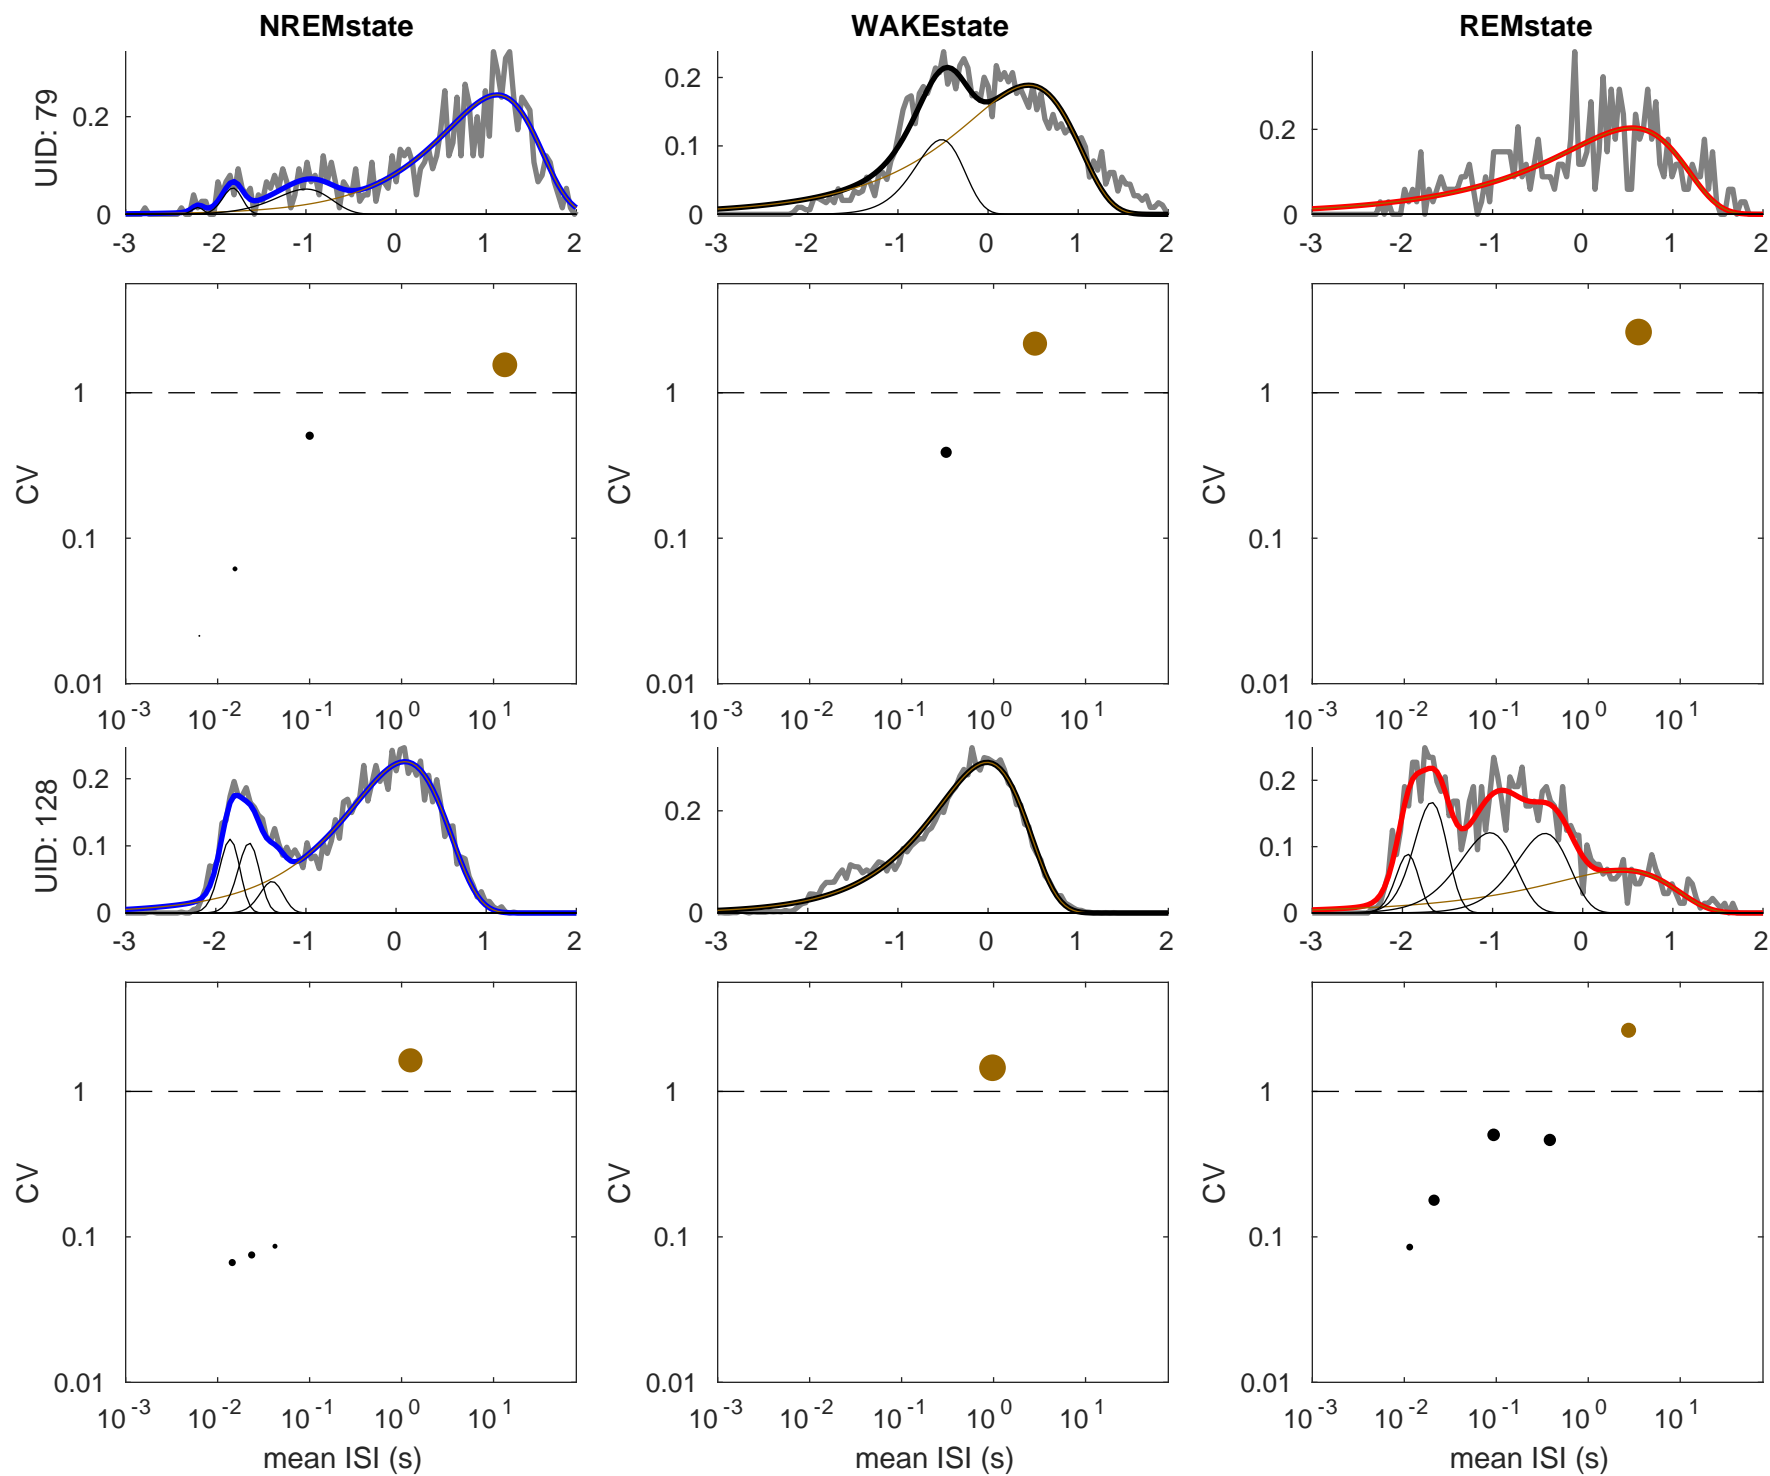 NREMstate WAKEstate REMstate
UID: 79
0.2 0.2 0.2
0.1
0 0 0
-3 -2 -1 0 1 2 -3 -2 -1 0 1 2 -3 -2 -1 0 1 2
1 1 1
CV CV CV
0.1 0.1 0.1
0.01 0.01 0.01
10^-3 10^-2 10^-1 10^0 10^1 10^-3 10^-2 10^-1 10^0 10^1 10^-3 10^-2 10^-1 10^0 10^1
UID: 128
0.2 0.2 0.2
0.1 0.1
0 0 0
-3 -2 -1 0 1 2 -3 -2 -1 0 1 2 -3 -2 -1 0 1 2
1 1 1
CV CV CV
0.1 0.1 0.1
0.01 0.01 0.01
10^-3 10^-2 10^-1 10^0 10^1 10^-3 10^-2 10^-1 10^0 10^1 10^-3 10^-2 10^-1 10^0 10^1
mean ISI (s) mean ISI (s) mean ISI (s)